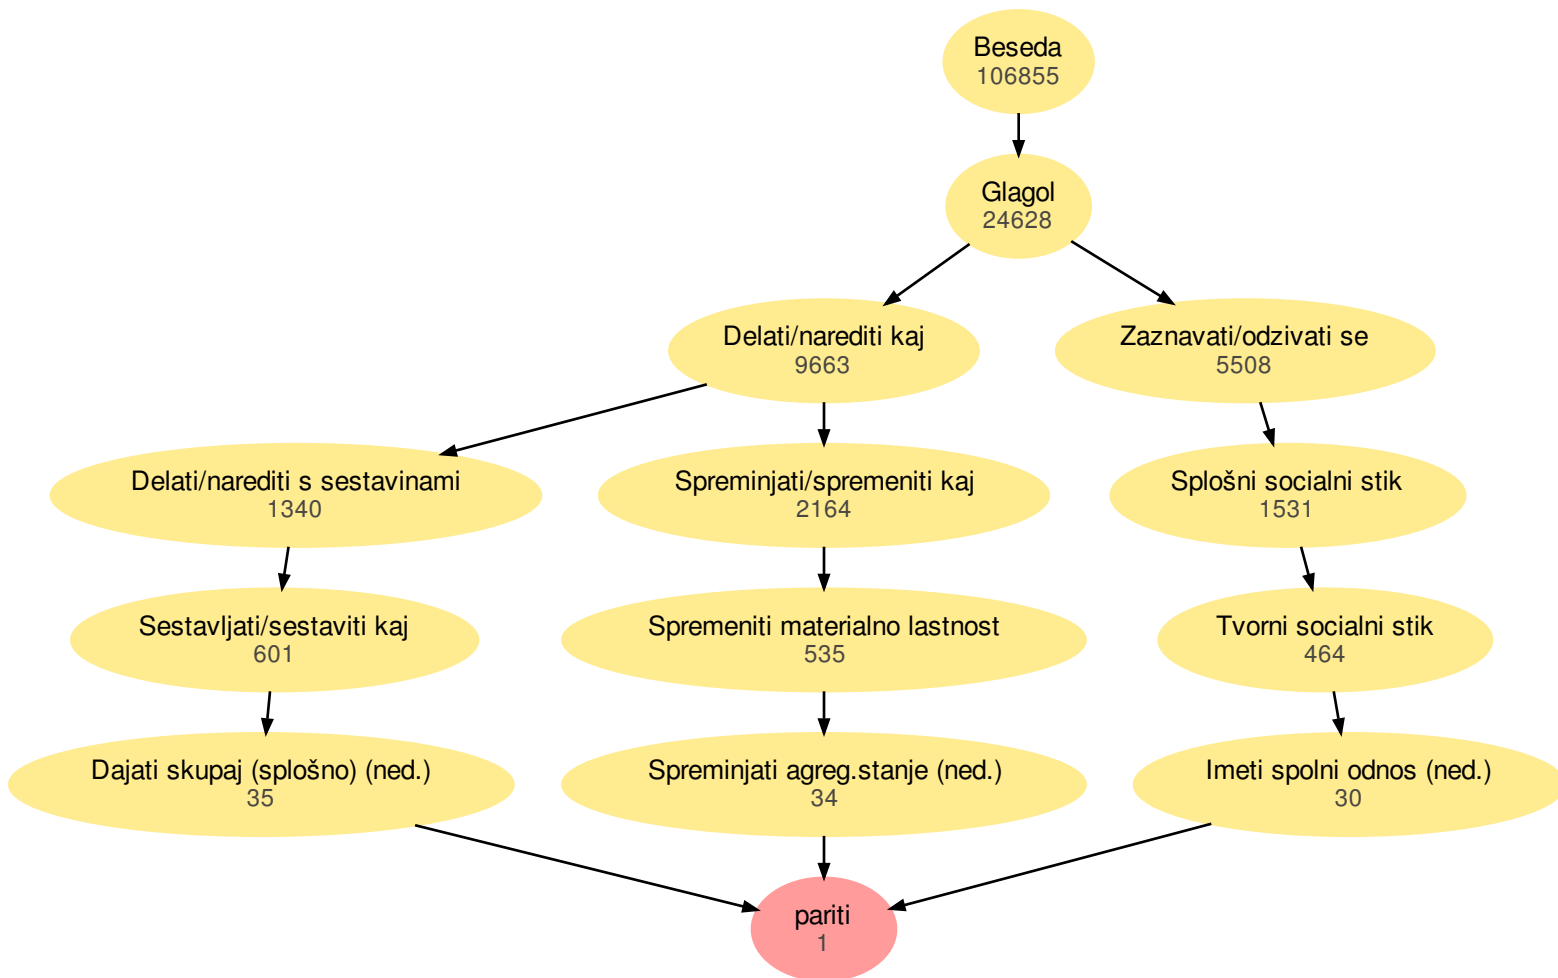 Beseda
106855
Glagol
24628
Delati/narediti kaj
9663
Zaznavati/odzivati se
5508
Delati/narediti s sestavinami
1340
Spreminjati/spremeniti kaj
2164
Splošni socialni stik
1531
Sestavljati/sestaviti kaj
601
Spremeniti materialno lastnost
535
Tvorni socialni stik
464
Dajati skupaj (splošno) (ned.)
35
Spreminjati agreg.stanje (ned.)
34
Imeti spolni odnos (ned.)
30
pariti
1